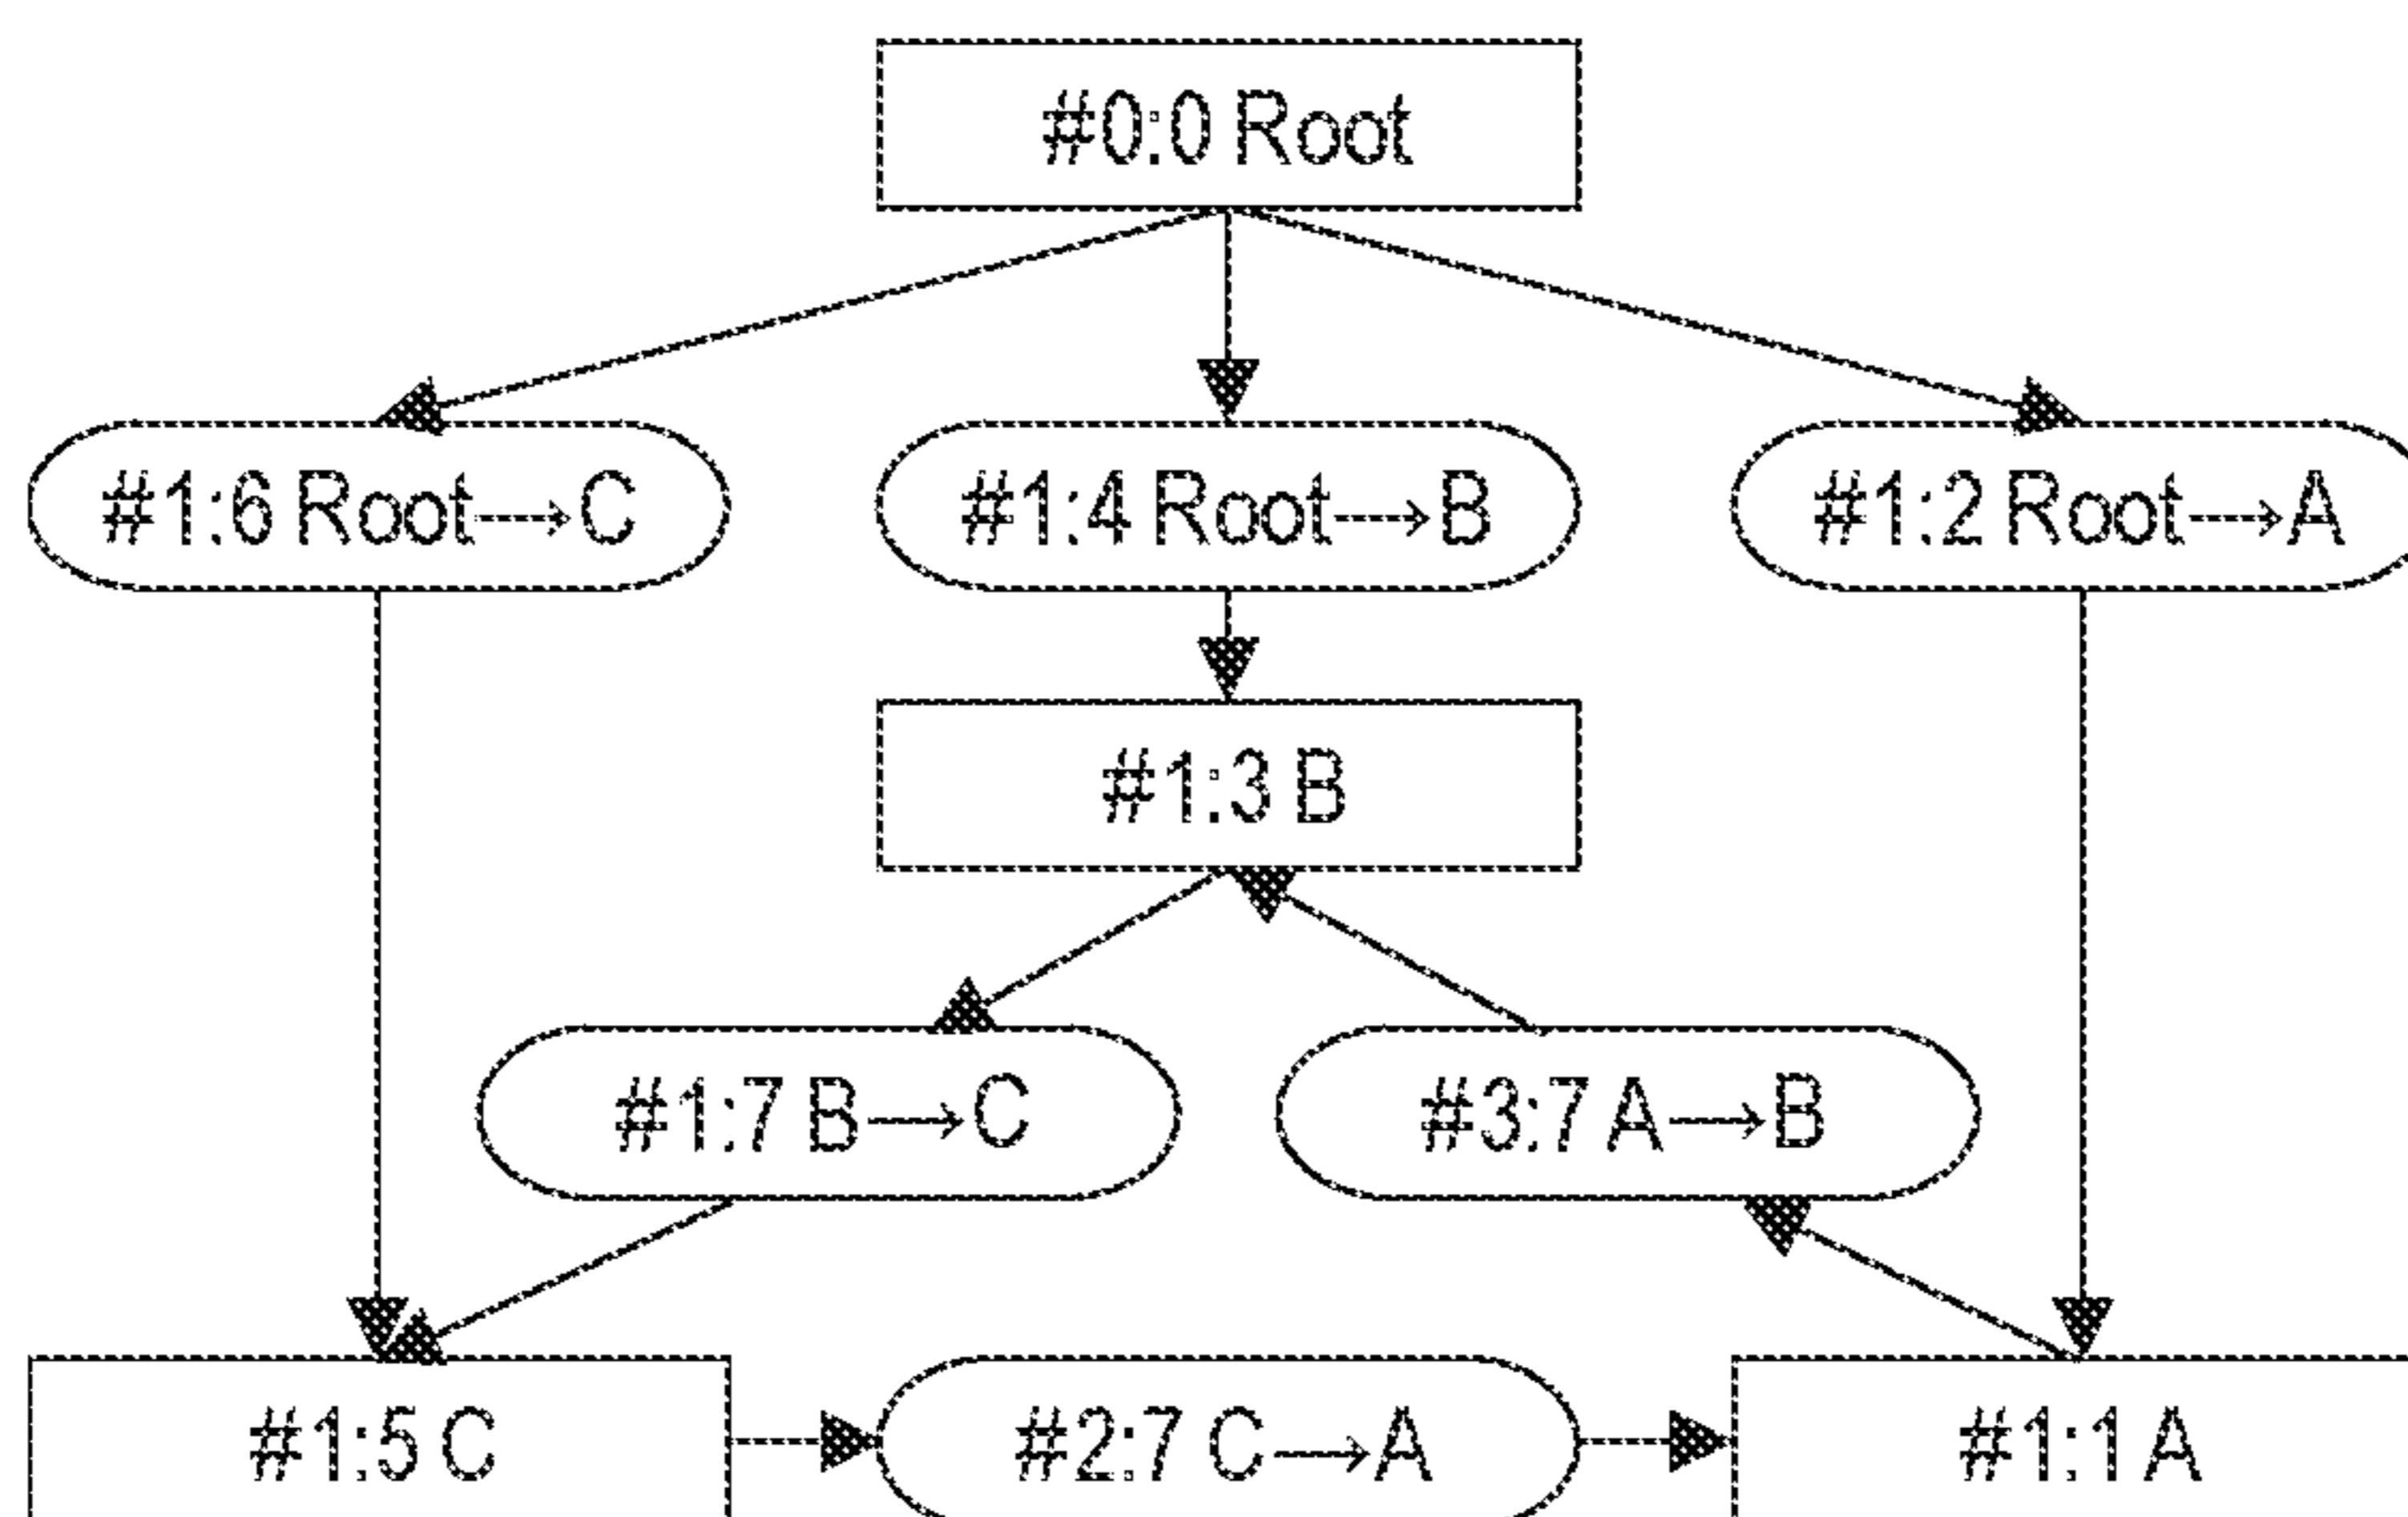 #0:0 Root
#1:6 Root→C
#1:4 Root→B
#1:2 Root→A
#1:3 B
#1:7 B→C
#3:7 A→B
#1:5 C
#2:7 C→A
#1:1 A